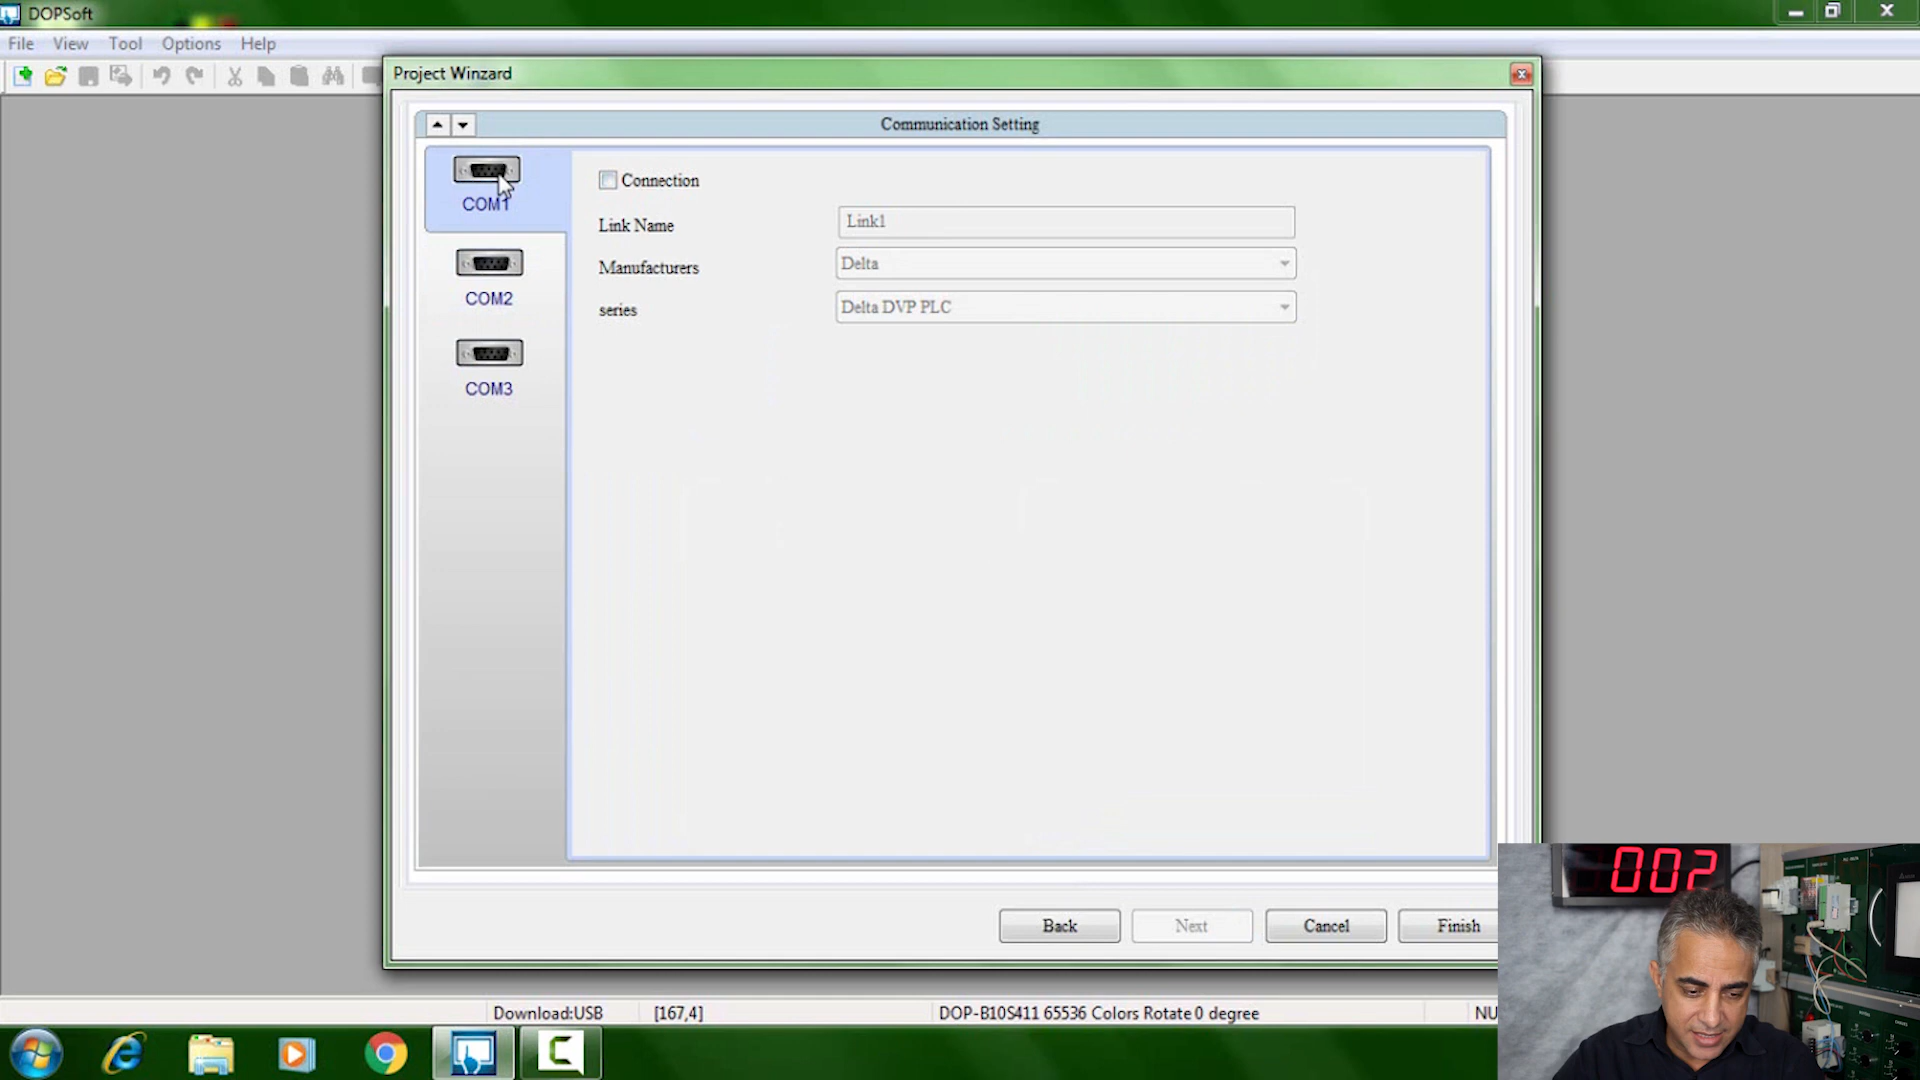 DOPSoft
File View Tool Options Help
Project Winzard
Communication Setting
COM1
COM2
COM3
Connection
Link Name Link1
Manufacturers Delta
series Delta DVP PLC
Back Next Cancel Finish
002
Download:USB [167,4] DOP-B10S411 65536 Colors Rotate 0 degree NU